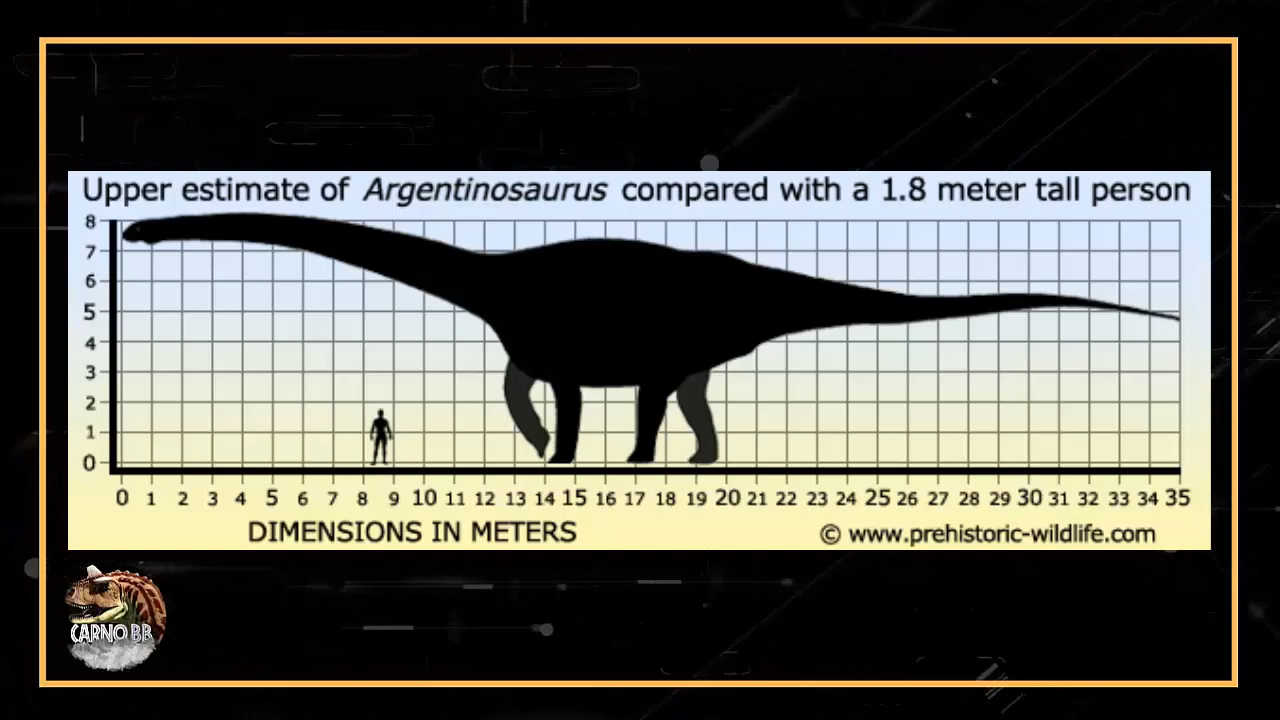 Upper estimate of Argentinosaurus compared with a 1.8 meter tall person
8
7
6
5
4
3
2
1
0
0 1 2 3 4 5 6 7 8 9 10 11 12 13 14 15 16 17 18 19 20 21 22 23 24 25 26 27 28 29 30 31 32 33 34 35
DIMENSIONS IN METERS © www.prehistoric-wildlife.com
CARNO BB